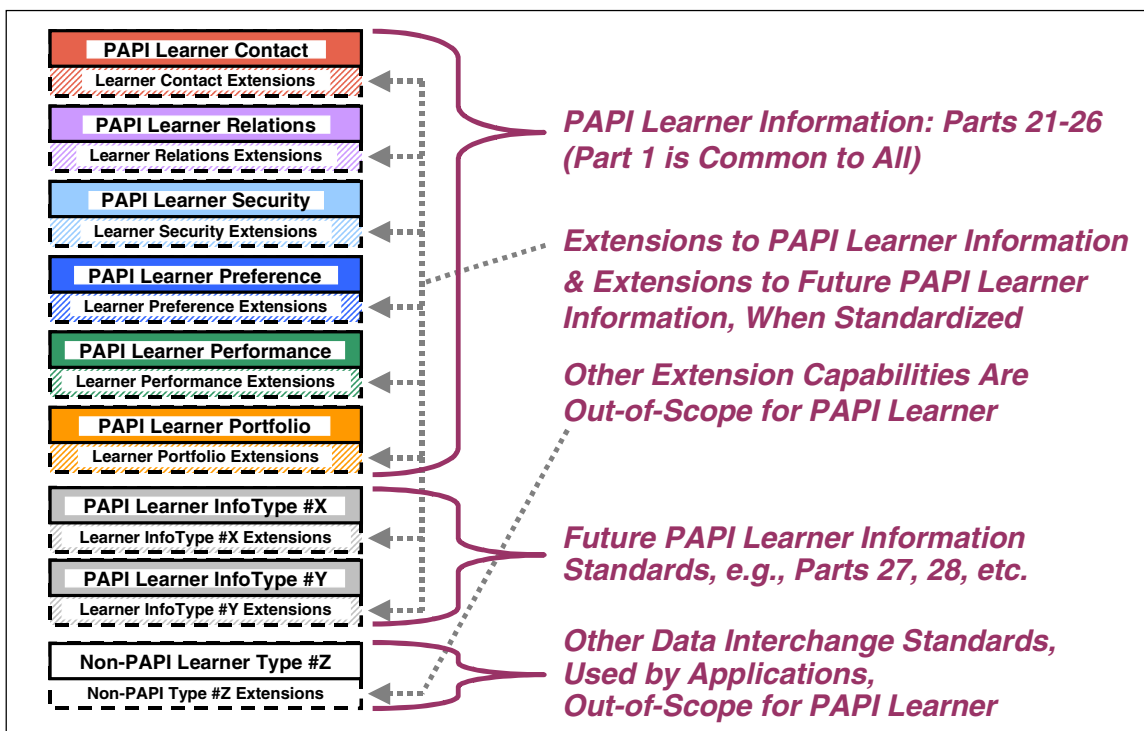 PAPI Learner Contact
Learner Contact Extensions
PAPI Learner Relations
Learner Relations Extensions
PAPI Learner Security
Learner Security Extensions
PAPI Learner Preference
Learner Preference Extensions
PAPI Learner Performance
Learner Performance Extensions
PAPI Learner Portfolio
Learner Portfolio Extensions
PAPI Learner InfoType #X
Learner InfoType #X Extensions
PAPI Learner InfoType #Y
Learner InfoType #Y Extensions
Non-PAPI Learner Type #Z
Non-PAPI Type #Z Extensions
PAPI Learner Information: Parts 21-26
(Part 1 is Common to All)
Extensions to PAPI Learner Information
& Extensions to Future PAPI Learner
Information, When Standardized
Other Extension Capabilities Are
Out-of-Scope for PAPI Learner
Future PAPI Learner Information
Standards, e.g., Parts 27, 28, etc.
Other Data Interchange Standards,
Used by Applications,
Out-of-Scope for PAPI Learner